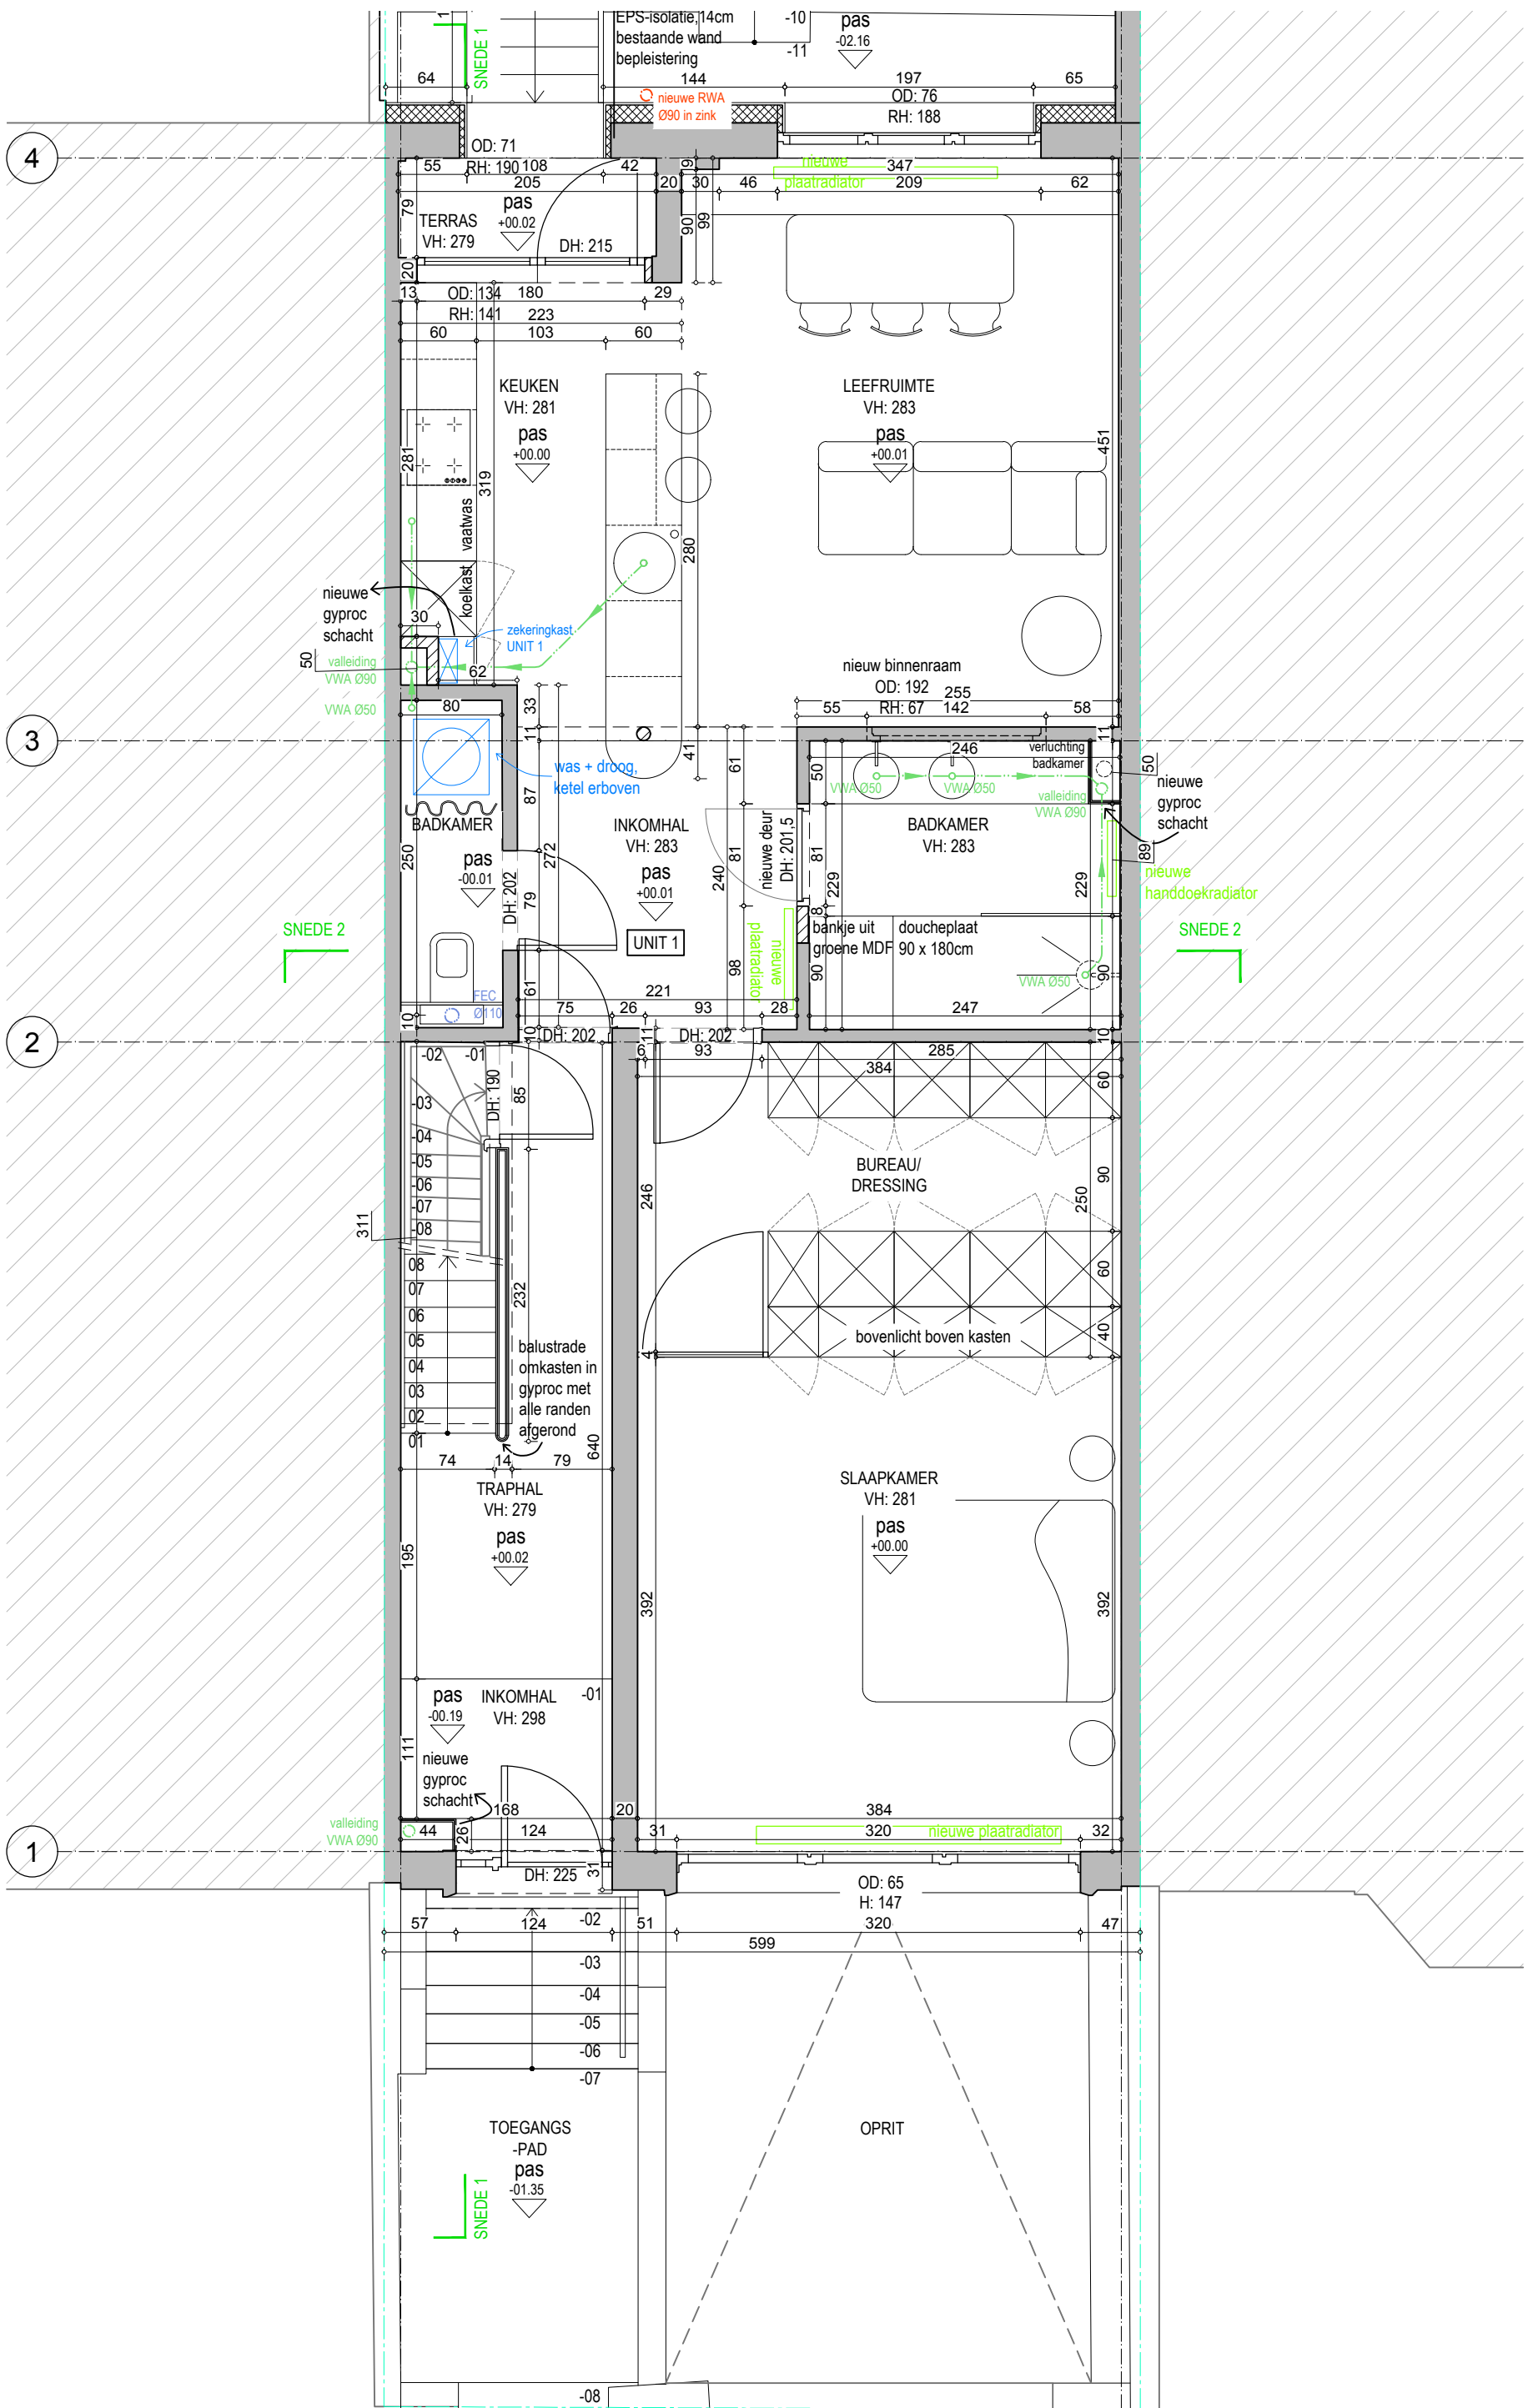 EPS-isolatie,14cm
bestaande wand
bepleistering
-10
-11
pas
-02.16
1
SNEDE 1
64
144
197
65
nieuwe RWA
Ø90 in zink
OD: 76
RH: 188
4
OD: 71
RH: 190
55
108
42
205
20
30
46
9
nieuwe
plaatradiator
347
209
62
79
TERRAS
VH: 279
pas
+00.02
DH: 215
90
99
20
13
OD: 134
180
29
RH: 141
223
60
103
60
KEUKEN
VH: 281
pas
+00.00
LEEFRUIMTE
VH: 283
pas
+00.01
451
281
319
vaatwas
koelkast
280
nieuwe
gyproc
schacht
30
zekeringkast
UNIT 1
50
valleiding
VWA Ø90
62
VWA Ø50
nieuw binnenraam
OD: 192
255
RH: 67
55
142
58
80
33
11
3
41
61
50
246
verluchting
badkamer
11
50
nieuwe
gyproc
schacht
was + droog,
ketel erboven
87
VWA Ø50
VWA Ø50
valleiding
VWA Ø90
BADKAMER
pas
-00.01
250
272
INKOMHAL
VH: 283
pas
+00.01
UNIT 1
240
81
nieuwe deur
DH: 201,5
81
229
BADKAMER
VH: 283
229
89
nieuwe
handdoekradiator
DH: 202
79
SNEDE 2
SNEDE 2
8
bankje uit
groene MDF
doucheplaat
90 x 180cm
98
nieuwe
plaatradiator
90
VWA Ø50
90
FEC
Ø110
61
221
75
26
93
28
247
10
10
DH: 202
11
DH: 202
10
2
-02
-01
6
93
285
384
60
DH: 190
85
-03
-04
-05
-06
-07
-08
311
BUREAU/
DRESSING
246
250
90
08
07
06
05
04
03
02
01
232
60
bovenlicht boven kasten
40
4
balustrade
omkasten in
gyproc met
alle randen
afgerond
640
74
14
79
TRAPHAL
VH: 279
pas
+00.02
SLAAPKAMER
VH: 281
pas
+00.00
195
392
392
pas
-00.19
INKOMHAL
VH: 298
-01
111
nieuwe
gyproc
schacht
168
20
384
valleiding
VWA Ø90
44
26
124
31
320
nieuwe plaatradiator
32
1
DH: 225
31
OD: 65
H: 147
57
124
-02
51
320
47
599
-03
-04
-05
-06
-07
TOEGANGS
-PAD
pas
-01.35
OPRIT
SNEDE 1
-08